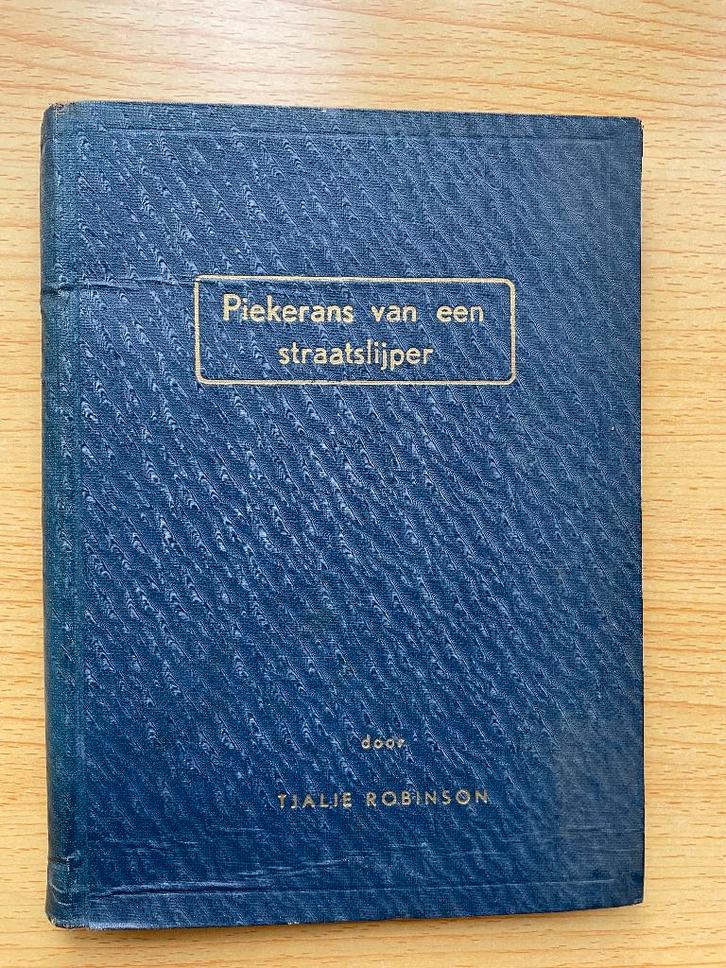 Piekerans van een
straatslijper
door
TJALIE ROBINSON